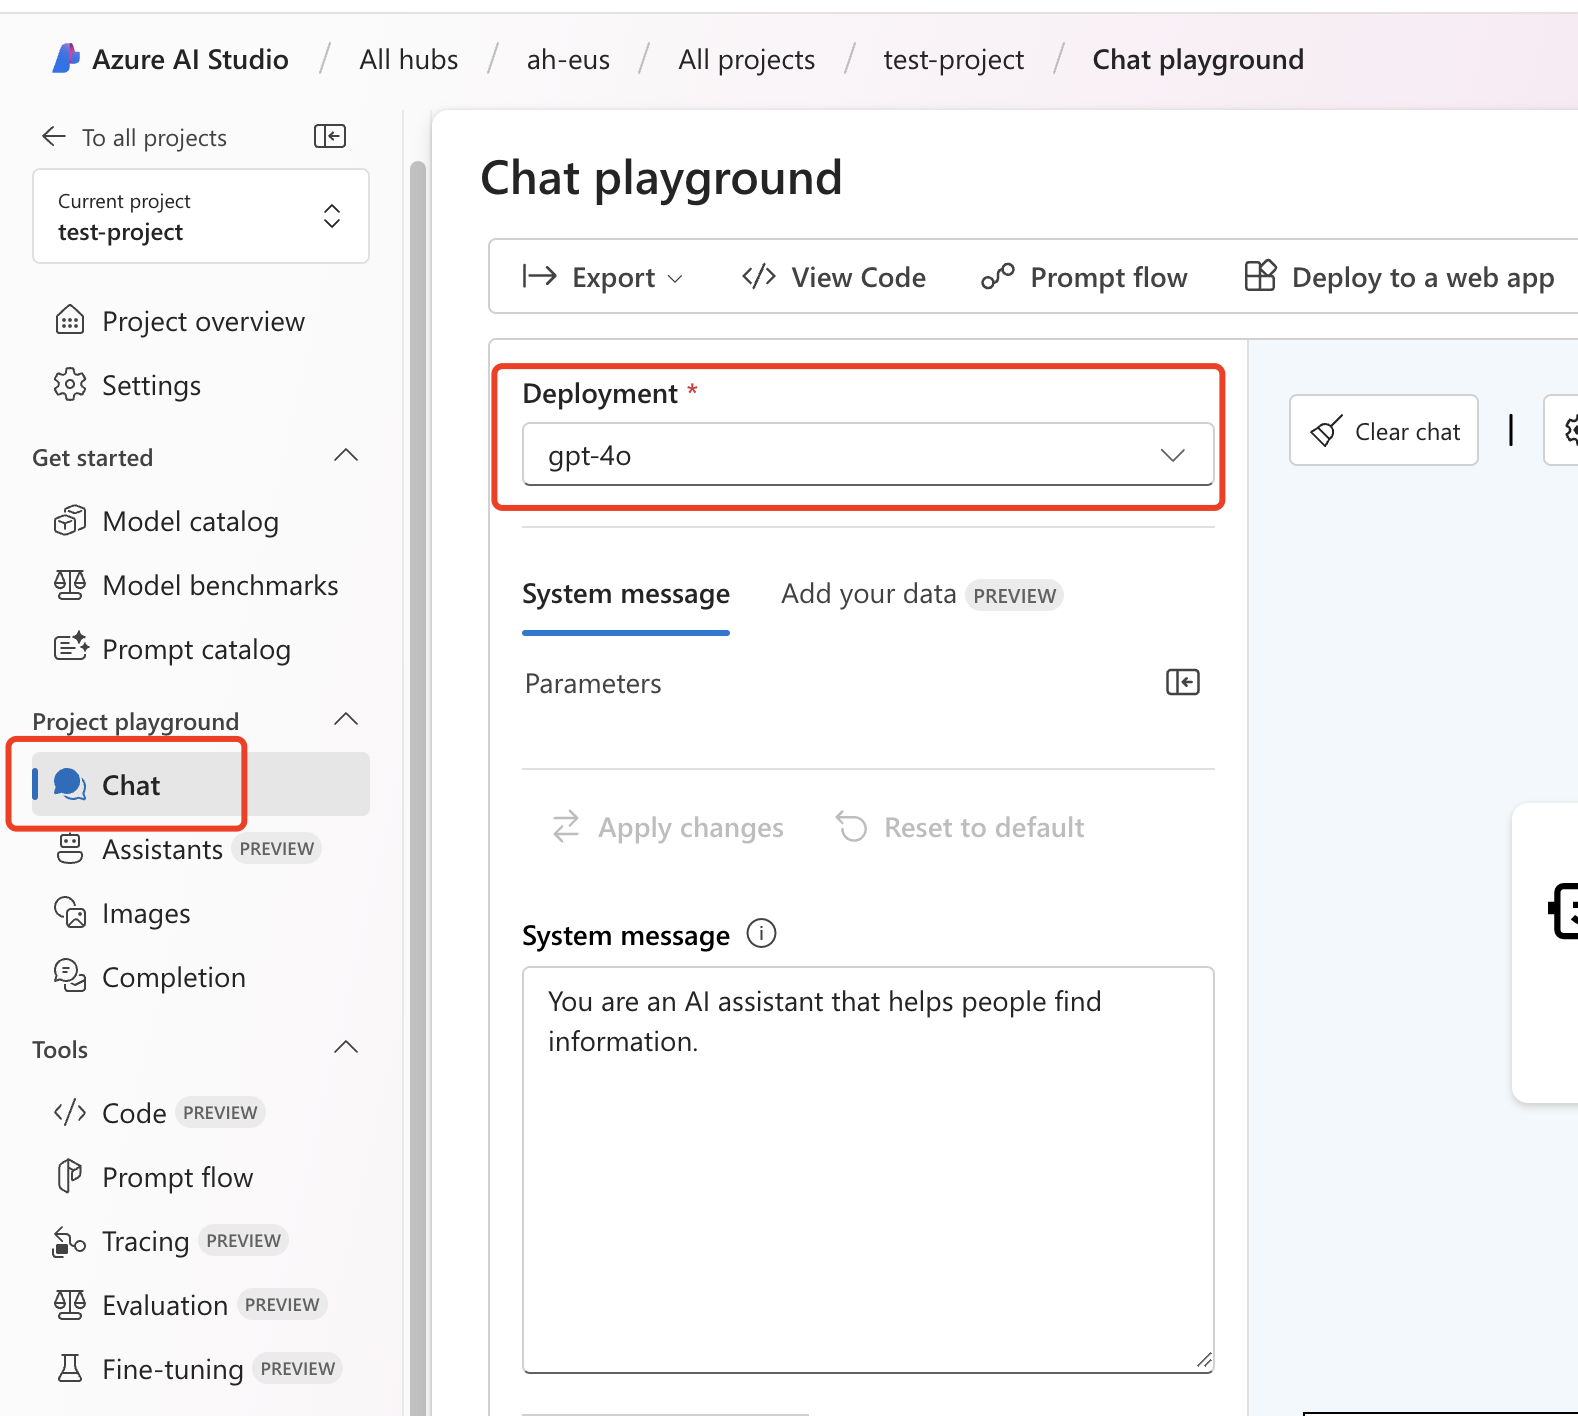 Azure AI Studio / All hubs / ah-eus / All projects / test-project / Chat playground
To all projects
Current project
test-project
Project overview
Settings
Get started
Model catalog
Model benchmarks
Prompt catalog
Project playground
Chat
Assistants PREVIEW
Images
Completion
Tools
Code PREVIEW
Prompt flow
Tracing PREVIEW
Evaluation PREVIEW
Fine-tuning PREVIEW
Chat playground
Export View Code Prompt flow Deploy to a web app
Deployment *
gpt-4o
System message Add your data PREVIEW
Parameters
Apply changes Reset to default
System message
You are an AI assistant that helps people find
information.
Clear chat